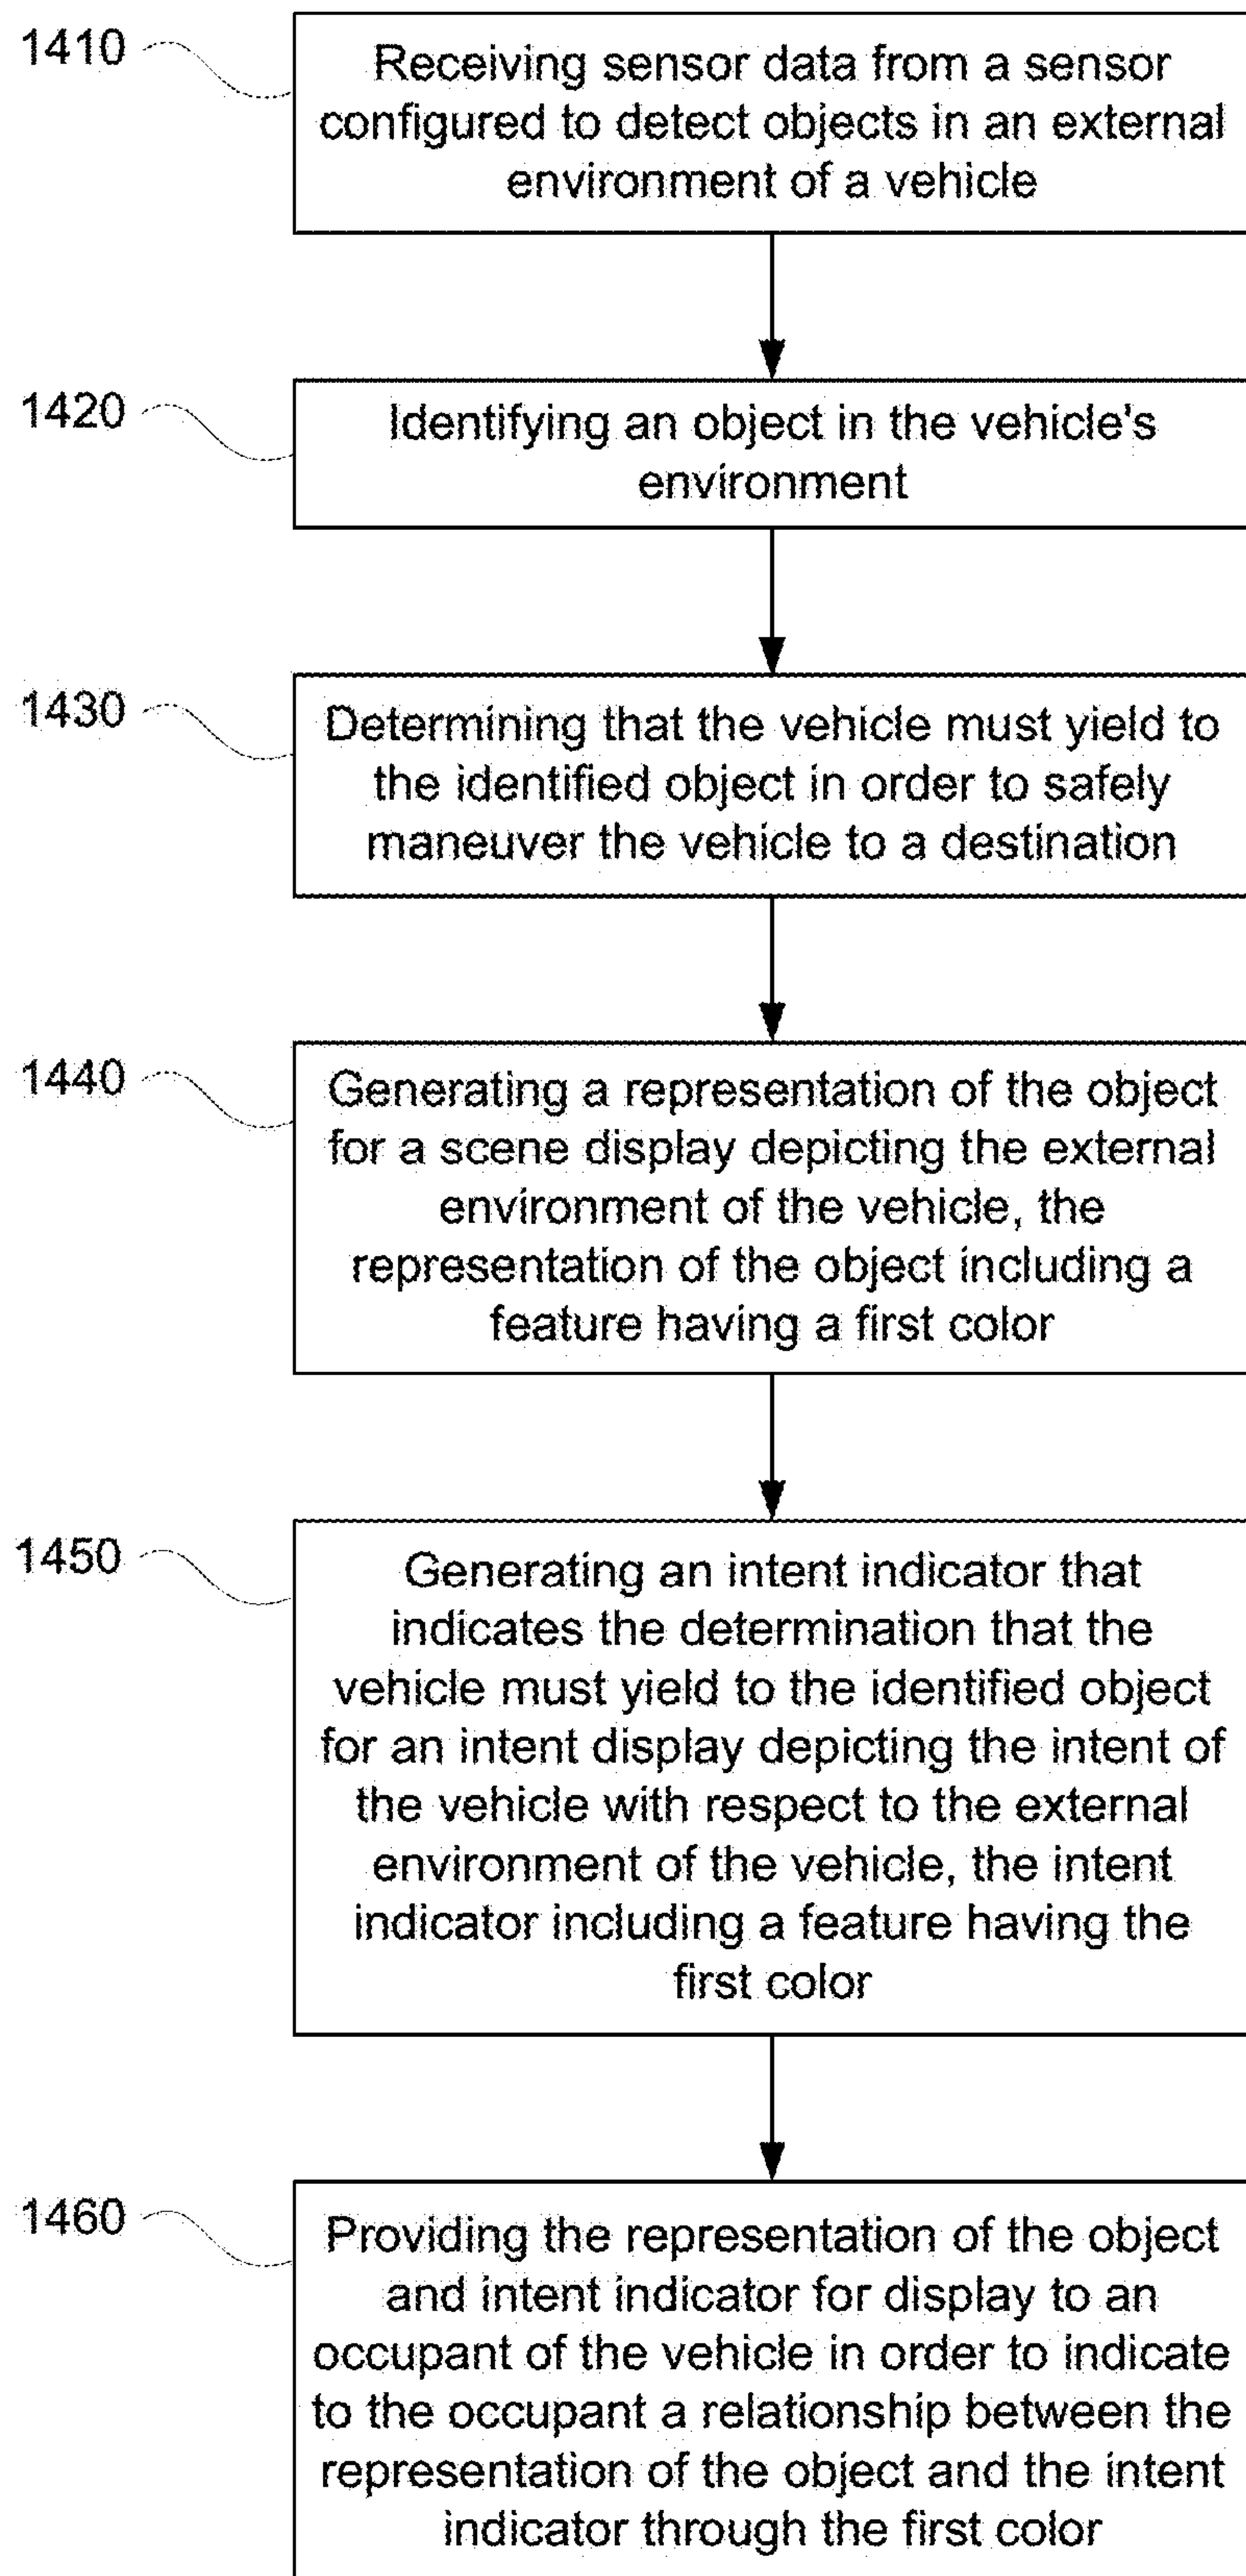 1410
Receiving sensor data from a sensor
configured to detect objects in an external
environment of a vehicle
1420
Identifying an object in the vehicle's
environment
1430
Determining that the vehicle must yield to
the identified object in order to safely
maneuver the vehicle to a destination
1440
Generating a representation of the object
for a scene display depicting the external
environment of the vehicle, the
representation of the object including a
feature having a first color
1450
Generating an intent indicator that
indicates the determination that the
vehicle must yield to the identified object
for an intent display depicting the intent of
the vehicle with respect to the external
environment of the vehicle, the intent
indicator including a feature having the
first color
1460
Providing the representation of the object
and intent indicator for display to an
occupant of the vehicle in order to indicate
to the occupant a relationship between the
representation of the object and the intent
indicator through the first color